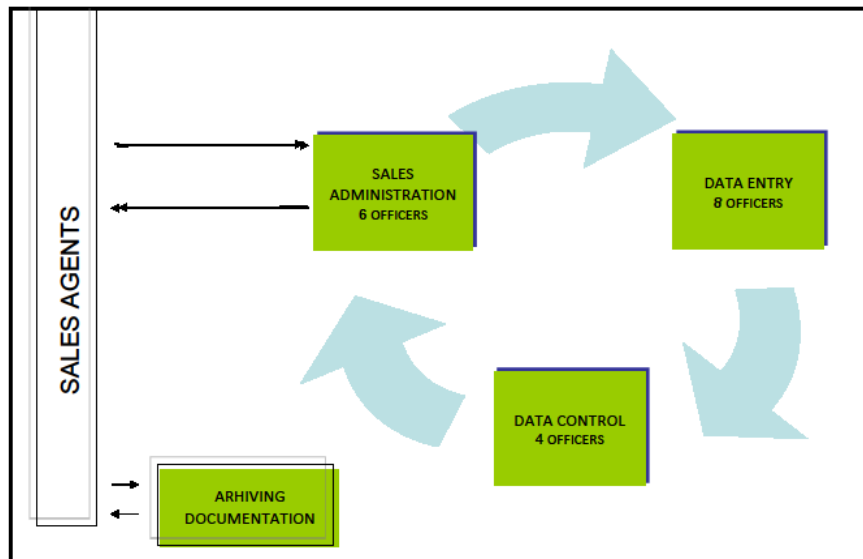 SALES AGENTS
SALES
ADMINISTRATION
6 OFFICERS
DATA ENTRY
8 OFFICERS
DATA CONTROL
4 OFFICERS
ARHIVING
DOCUMENTATION